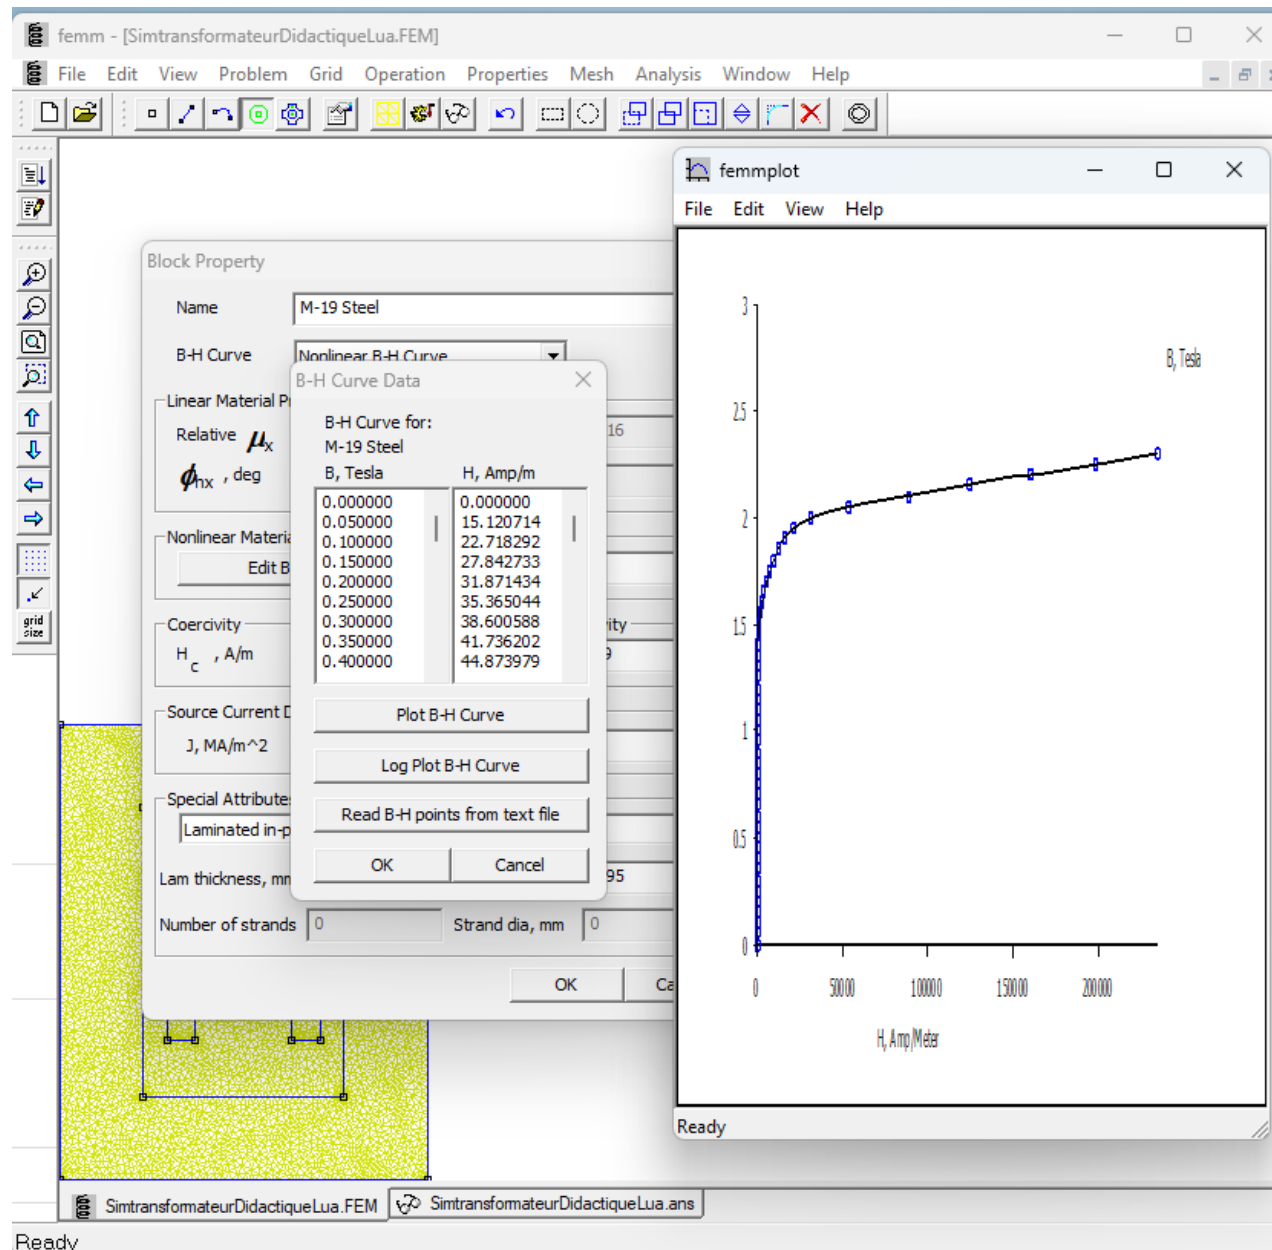 femm - [SimtransformateurDidactiqueLua.FEM]
File Edit View Problem Grid Operation Properties Mesh Analysis Window Help
grid
size
Block Property
Name M-19 Steel
B-H Curve Nonlinear B-H Curve
Linear Material
Relative μx 16
ϕhx , deg
Nonlinear
Edit B
Coercivity
Hc , A/m
Source Current
J, MA/m^2
Special Attributes
Laminated
Lam thickness, 95
Number of strands 0 Strand dia, mm 0
OK
B-H Curve Data
B-H Curve for:
M-19 Steel
B, Tesla H, Amp/m
0.000000 0.000000
0.050000 15.120714
0.100000 22.718292
0.150000 27.842733
0.200000 31.871434
0.250000 35.365044
0.300000 38.600588
0.350000 41.736202
0.400000 44.873979
Plot B-H Curve
Log Plot B-H Curve
Read B-H points from text file
OK Cancel
femmplot
File Edit View Help
3
B, Tesla
2.5
2
1.5
1
0.5
0
0 50000 100000 150000 200000
H, Amp/Meter
Ready
SimtransformateurDidactiqueLua.FEM SimtransformateurDidactiqueLua.ans
Ready